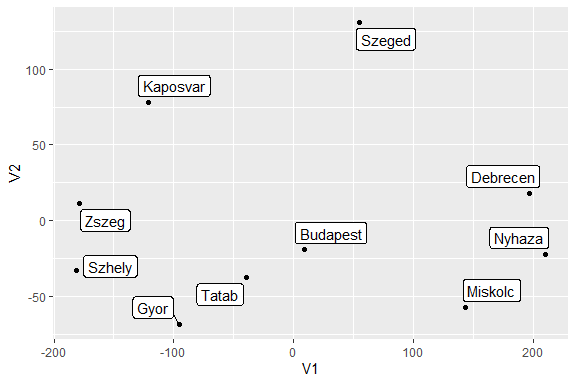 Szeged
100
Kaposvar
50
Debrecen
V2
Zszeg
0
Budapest
Nyhaza
Szhely
Tatab
Miskolc
-50
Gyor
-200
-100
0
100
200
V1